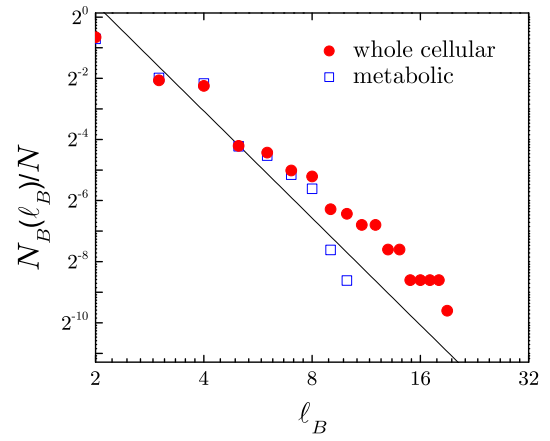 2^0
whole cellular
metabolic
2^-2
2^-4
2^-6
2^-8
2^-10
N_B(ℓ_B)/N
2 4 8 16 32
ℓ_B